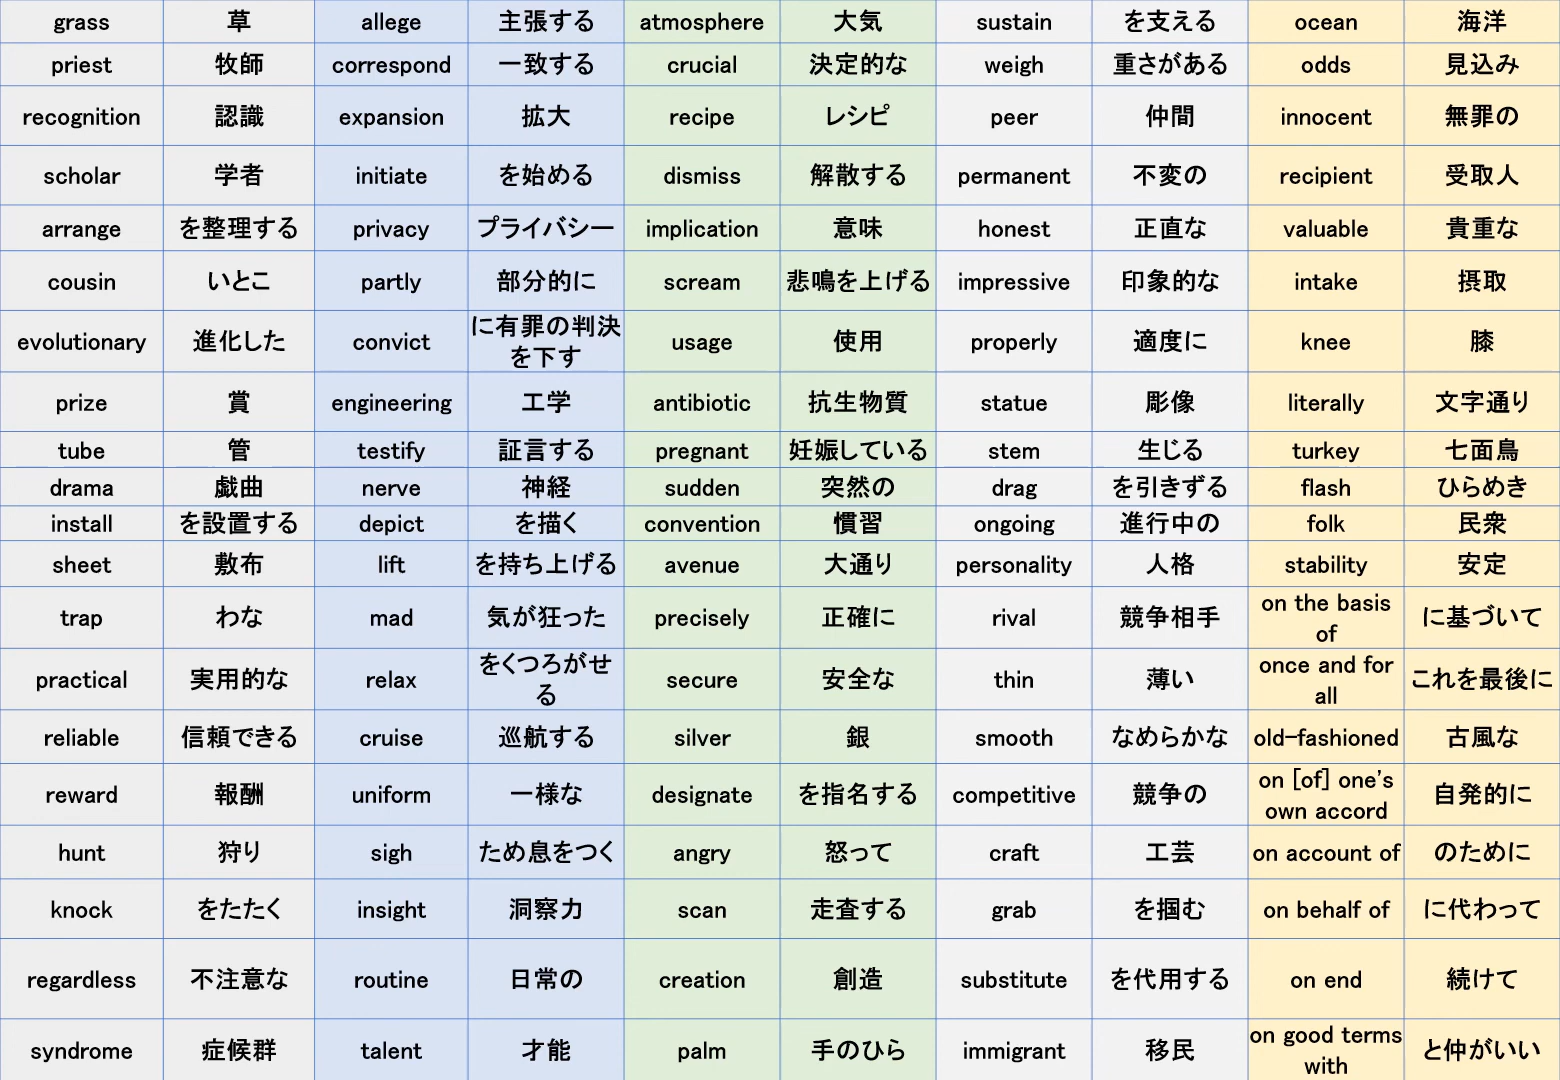 grass 草 allege 主張する atmosphere 大気 sustain を支える ocean 海洋
priest 牧師 correspond 一致する crucial 決定的な weigh 重さがある odds 見込み
recognition 認識 expansion 拡大 recipe レシピ peer 仲間 innocent 無罪の
scholar 学者 initiate を始める dismiss 解散する permanent 不変の recipient 受取人
arrange を整理する privacy プライバシー implication 意味 honest 正直な valuable 貴重な
cousin いとこ partly 部分的に scream 悲鳴を上げる impressive 印象的な intake 摂取
evolutionary 進化した convict に有罪の判決を下す usage 使用 properly 適度に knee 膝
prize 賞 engineering 工学 antibiotic 抗生物質 statue 彫像 literally 文字通り
tube 管 testify 証言する pregnant 妊娠している stem 生じる turkey 七面鳥
drama 戯曲 nerve 神経 sudden 突然の drag を引きずる flash ひらめき
install を設置する depict を描く convention 慣習 ongoing 進行中の folk 民衆
sheet 敷布 lift を持ち上げる avenue 大通り personality 人格 stability 安定
trap わな mad 気が狂った precisely 正確に rival 競争相手 on the basis of に基づいて
practical 実用的な relax をくつろがせる secure 安全な thin 薄い once and for all これを最後に
reliable 信頼できる cruise 巡航する silver 銀 smooth なめらかな old-fashioned 古風な
reward 報酬 uniform 一様な designate を指名する competitive 競争の on [of] one's own accord 自発的に
hunt 狩り sigh ため息をつく angry 怒って craft 工芸 on account of のために
knock をたたく insight 洞察力 scan 走査する grab を掴む on behalf of に代わって
regardless 不注意な routine 日常の creation 創造 substitute を代用する on end 続けて
syndrome 症候群 talent 才能 palm 手のひら immigrant 移民 on good terms with と仲がいい